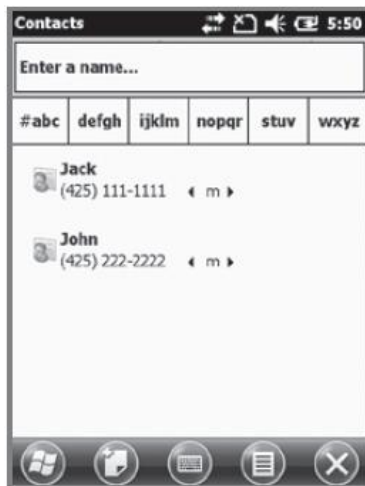 Contacts 5:50
Enter a name...
#abc defgh ijklm nopqr stuv wxyz
Jack
(425) 111-1111 m
John
(425) 222-2222 m